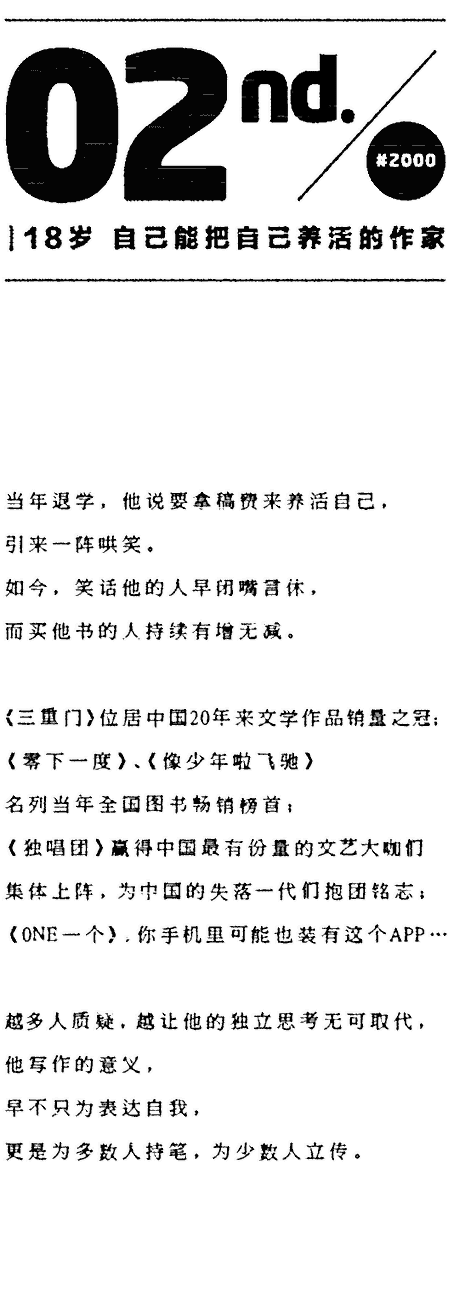 02nd.
#2000
18岁 自己能把自己养活的作家
当年退学，他说要拿稿费来养活自己，
引来一阵哄笑。
如今，笑话他的人早闭嘴言休，
而买他书的人持续有增无减。
《三重门》位居中国20年来文学作品销量之冠；
《零下一度》、《像少年啦飞驰》
名列当年全国图书畅销榜首；
《独唱团》赢得中国最有份量的文艺大咖们
集体上阵，为中国的失落一代们抱团铭志；
《ONE一个》，你手机里可能也装有这个APP…
越多人质疑，越让他的独立思考无可取代，
他写作的意义，
早不只为表达自我，
更是为多数人持笔，为少数人立传。